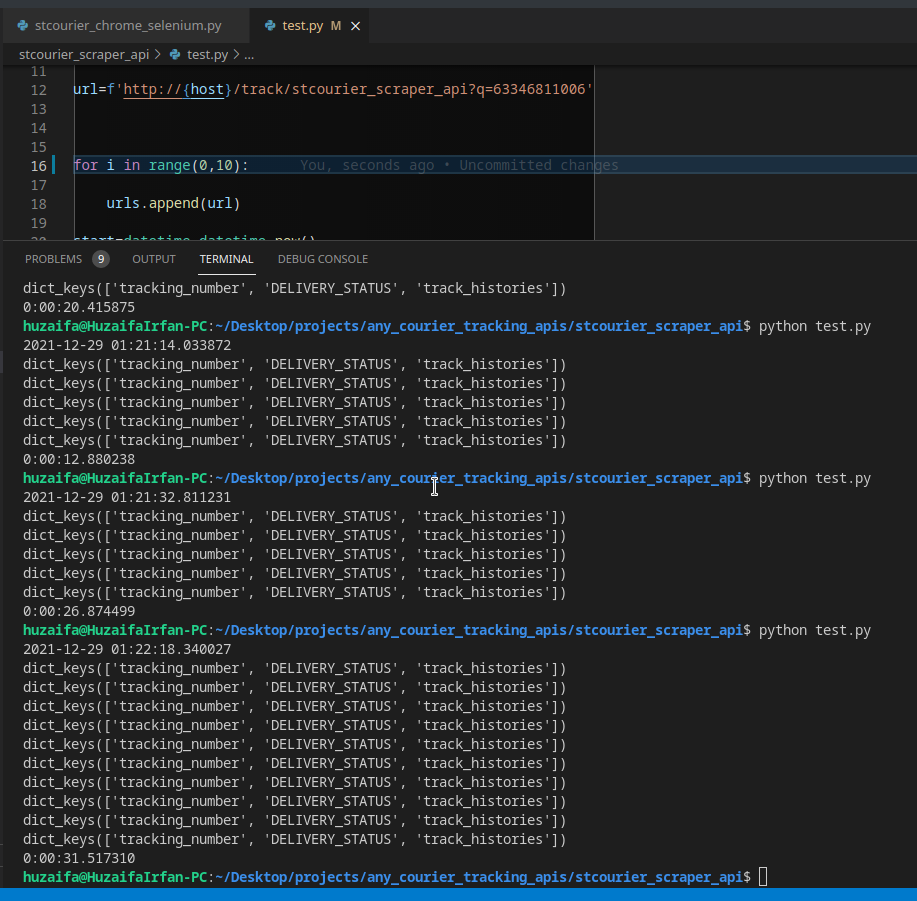 stcourier_chrome_selenium.py
test.py M
stcourier_scraper_api > test.py > ...
11
12 url=f'http://{host}/track/stcourier_scraper_api?q=63346811006'
13
14
15
16 for i in range(0,10): You, seconds ago • Uncommitted changes
17
18 urls.append(url)
19
20 start=datetime.datetime.now()
PROBLEMS 9 OUTPUT TERMINAL DEBUG CONSOLE
dict_keys(['tracking_number', 'DELIVERY_STATUS', 'track_histories'])
0:00:20.415875
huzaifa@HuzaifaIrfan-PC:~/Desktop/projects/any_courier_tracking_apis/stcourier_scraper_api$ python test.py
2021-12-29 01:21:14.033872
dict_keys(['tracking_number', 'DELIVERY_STATUS', 'track_histories'])
dict_keys(['tracking_number', 'DELIVERY_STATUS', 'track_histories'])
dict_keys(['tracking_number', 'DELIVERY_STATUS', 'track_histories'])
dict_keys(['tracking_number', 'DELIVERY_STATUS', 'track_histories'])
dict_keys(['tracking_number', 'DELIVERY_STATUS', 'track_histories'])
0:00:12.880238
huzaifa@HuzaifaIrfan-PC:~/Desktop/projects/any_courier_tracking_apis/stcourier_scraper_api$ python test.py
2021-12-29 01:21:32.811231
dict_keys(['tracking_number', 'DELIVERY_STATUS', 'track_histories'])
dict_keys(['tracking_number', 'DELIVERY_STATUS', 'track_histories'])
dict_keys(['tracking_number', 'DELIVERY_STATUS', 'track_histories'])
dict_keys(['tracking_number', 'DELIVERY_STATUS', 'track_histories'])
dict_keys(['tracking_number', 'DELIVERY_STATUS', 'track_histories'])
0:00:26.874499
huzaifa@HuzaifaIrfan-PC:~/Desktop/projects/any_courier_tracking_apis/stcourier_scraper_api$ python test.py
2021-12-29 01:22:18.340027
dict_keys(['tracking_number', 'DELIVERY_STATUS', 'track_histories'])
dict_keys(['tracking_number', 'DELIVERY_STATUS', 'track_histories'])
dict_keys(['tracking_number', 'DELIVERY_STATUS', 'track_histories'])
dict_keys(['tracking_number', 'DELIVERY_STATUS', 'track_histories'])
dict_keys(['tracking_number', 'DELIVERY_STATUS', 'track_histories'])
dict_keys(['tracking_number', 'DELIVERY_STATUS', 'track_histories'])
dict_keys(['tracking_number', 'DELIVERY_STATUS', 'track_histories'])
dict_keys(['tracking_number', 'DELIVERY_STATUS', 'track_histories'])
dict_keys(['tracking_number', 'DELIVERY_STATUS', 'track_histories'])
dict_keys(['tracking_number', 'DELIVERY_STATUS', 'track_histories'])
0:00:31.517310
huzaifa@HuzaifaIrfan-PC:~/Desktop/projects/any_courier_tracking_apis/stcourier_scraper_api$